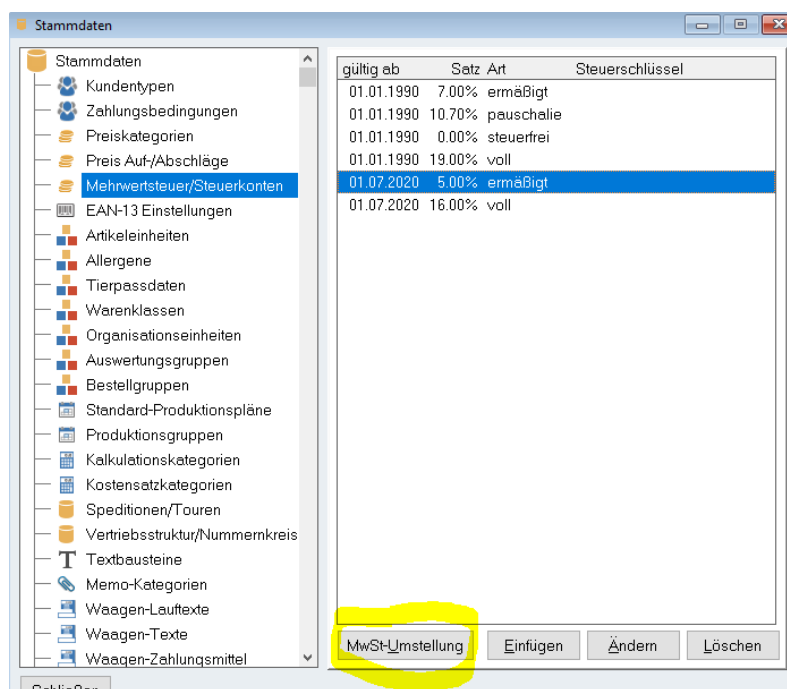 Stammdaten
Stammdaten
Kundentypen
Zahlungsbedingungen
Preiskategorien
Preis Auf-/Abschläge
Mehrwertsteuer/Steuerkonten
EAN-13 Einstellungen
Artikeleinheiten
Allergene
Tierpassdaten
Warenklassen
Organisationseinheiten
Auswertungsgruppen
Bestellgruppen
Standard-Produktionspläne
Produktionsgruppen
Kalkulationskategorien
Kostensatzkategorien
Speditionen/Touren
Vertriebsstruktur/Nummernkreis
Textbausteine
Memo-Kategorien
Waagen-Lauftexte
Waagen-Texte
Waagen-Zahlungsmittel
gültig ab Satz Art Steuerschlüssel
01.01.1990 7.00% ermäßigt
01.01.1990 10.70% pauschalie
01.01.1990 0.00% steuerfrei
01.01.1990 19.00% voll
01.07.2020 5.00% ermäßigt
01.07.2020 16.00% voll
MwSt-Umstellung Einfügen Ändern Löschen
Schließen